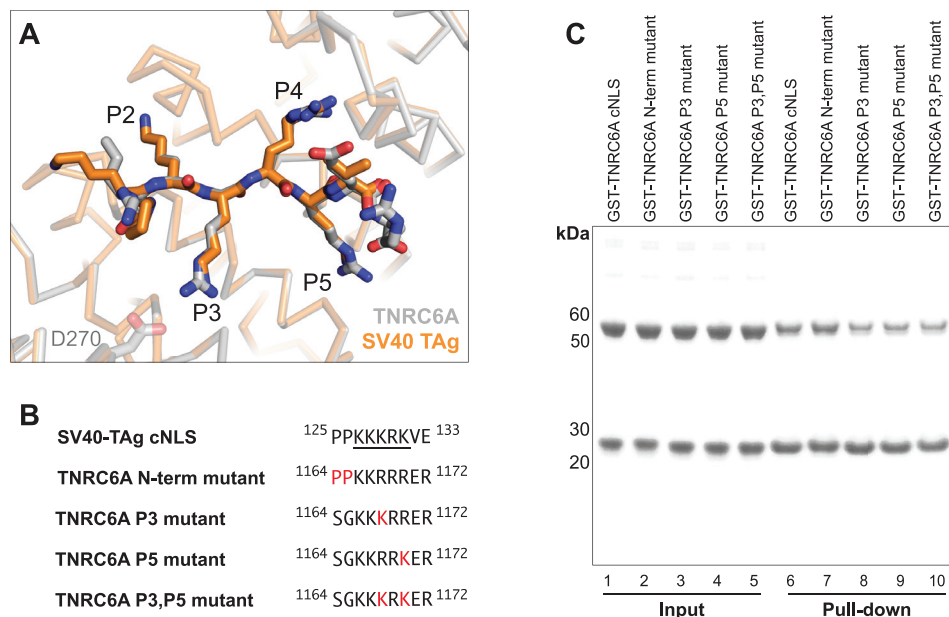 A
P2
P4
P3
P5
D270
TNRC6A
SV40 TAg
B
SV40-TAg cNLS 125 PPKKKRKVE 133
TNRC6A N-term mutant 1164 PPKKRRRER 1172
TNRC6A P3 mutant 1164 SGKKKRRER 1172
TNRC6A P5 mutant 1164 SGKKRRKER 1172
TNRC6A P3,P5 mutant 1164 SGKKKRKER 1172
C
GST-TNRC6A cNLS
GST-TNRC6A N-term mutant
GST-TNRC6A P3 mutant
GST-TNRC6A P5 mutant
GST-TNRC6A P3,P5 mutant
GST-TNRC6A cNLS
GST-TNRC6A N-term mutant
GST-TNRC6A P3 mutant
GST-TNRC6A P5 mutant
GST-TNRC6A P3,P5 mutant
kDa
60
50
30
20
1 2 3 4 5 6 7 8 9 10
Input Pull-down